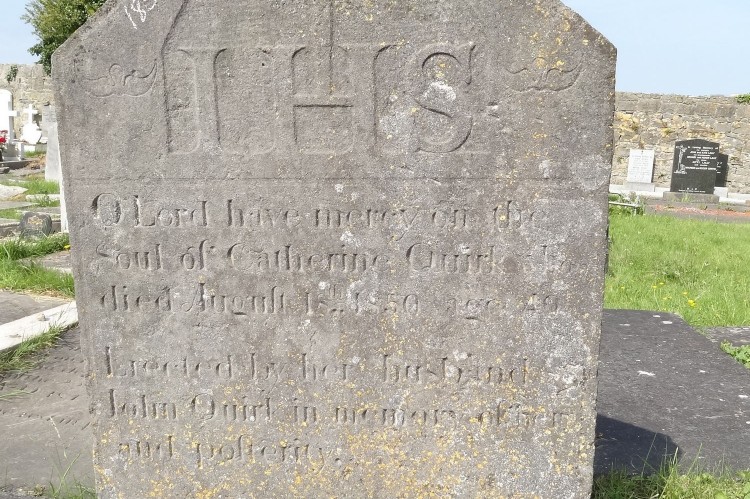 IHS
O Lord have mercy on the
Soul of Catherine Quirk who
died August 1850 age 49
Erected by her husband
John Quirk in memory of her
and posterity.